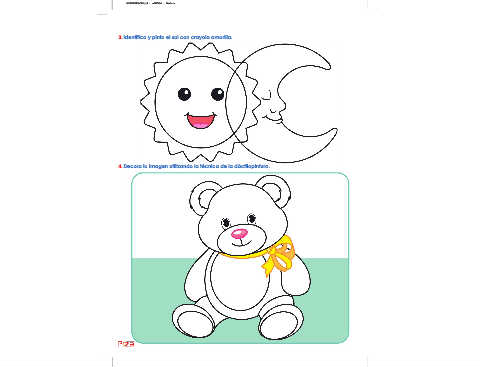 3. Identifica y pinta el sol con crayola amarilla.
4. Decora la imagen utilizando la técnica de la dáctilopintura.